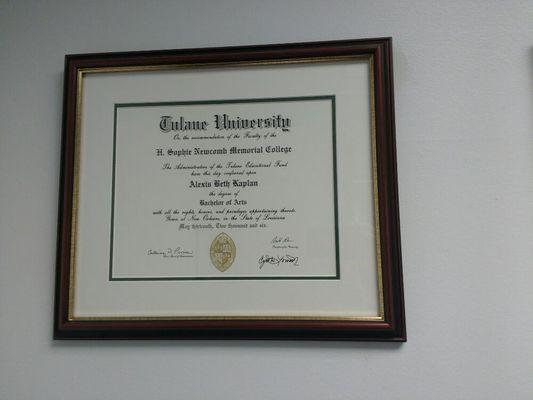 Tulane University
On the recommendation of the Faculty of the
H. Sophie Newcomb Memorial College
The Administrators of the Tulane Educational Fund
have this day conferred upon
Alexis Beth Kaplan
the degree of
Bachelor of Arts
with all the rights, honors, and privileges appertaining thereto.
Given at New Orleans, in the State of Louisiana
May thirteenth, Two thousand and six.